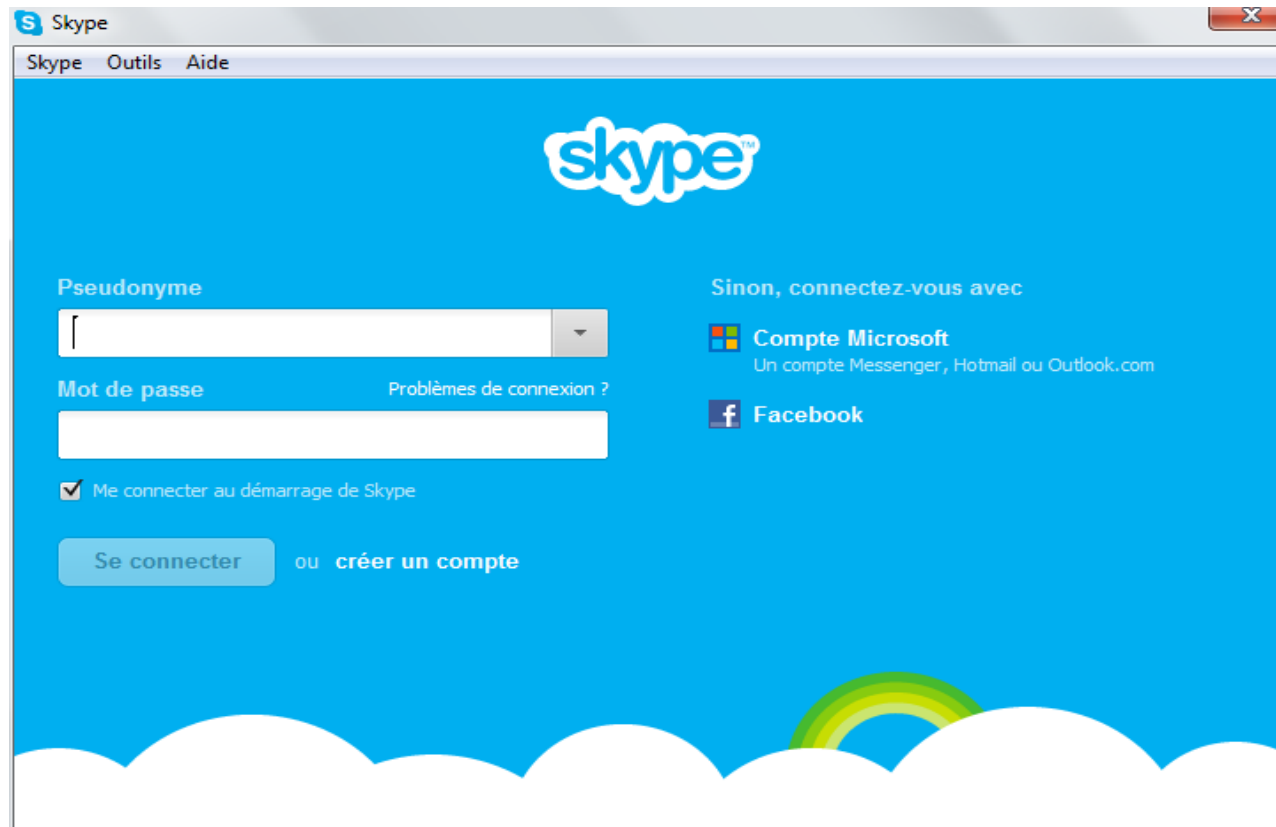 Skype
Skype Outils Aide
skype™
Pseudonyme
Mot de passe
Problèmes de connexion ?
Me connecter au démarrage de Skype
Se connecter ou créer un compte
Sinon, connectez-vous avec
Compte Microsoft
Un compte Messenger, Hotmail ou Outlook.com
Facebook